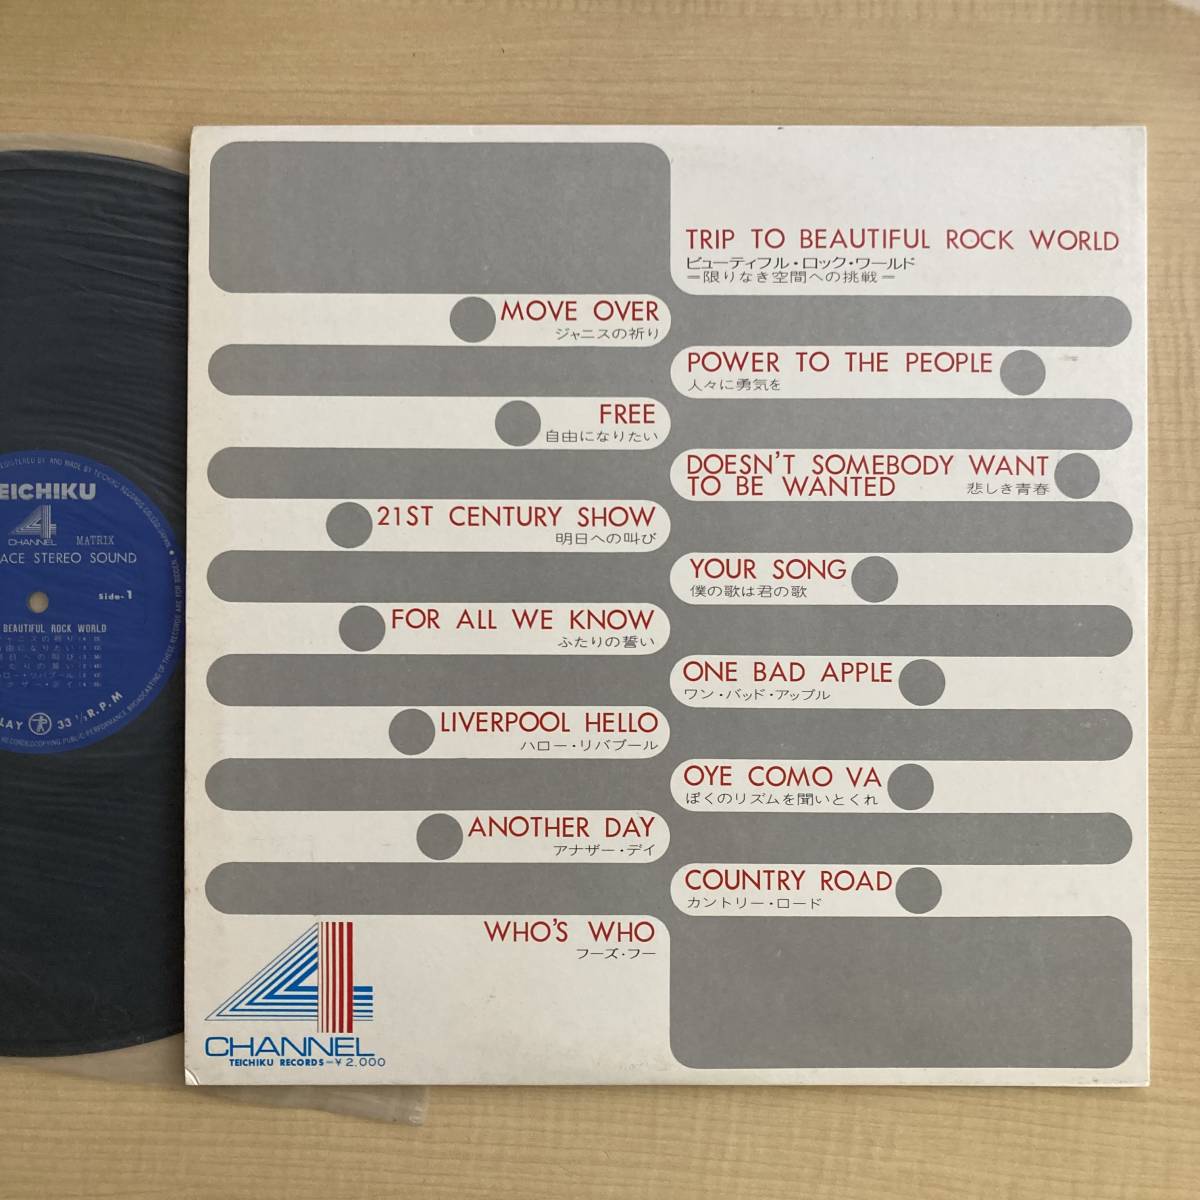 TRIP TO BEAUTIFUL ROCK WORLD
ビューティフル・ロック・ワールド
=限りなき空間への挑戦=
MOVE OVER
ジャニスの祈り
POWER TO THE PEOPLE
人々に勇気を
FREE
自由になりたい
DOESN'T SOMEBODY WANT
TO BE WANTED
悲しき青春
21ST CENTURY SHOW
明日への叫び
YOUR SONG
僕の歌は君の歌
FOR ALL WE KNOW
ふたりの誓い
ONE BAD APPLE
ワン・バッド・アップル
LIVERPOOL HELLO
ハロー・リバプール
OYE COMO VA
ぼくのリズムを聞いとくれ
ANOTHER DAY
アナザー・デイ
COUNTRY ROAD
カントリー・ロード
WHO'S WHO
フーズ・フー
4
CHANNEL
TEICHIKU RECORDS—¥2,000
EICHIKU
4
CHANNEL
MATRIX
ACE STEREO SOUND
Side-1
BEAUTIFUL ROCK WORLD
LAY 33 1/3 R.P.M